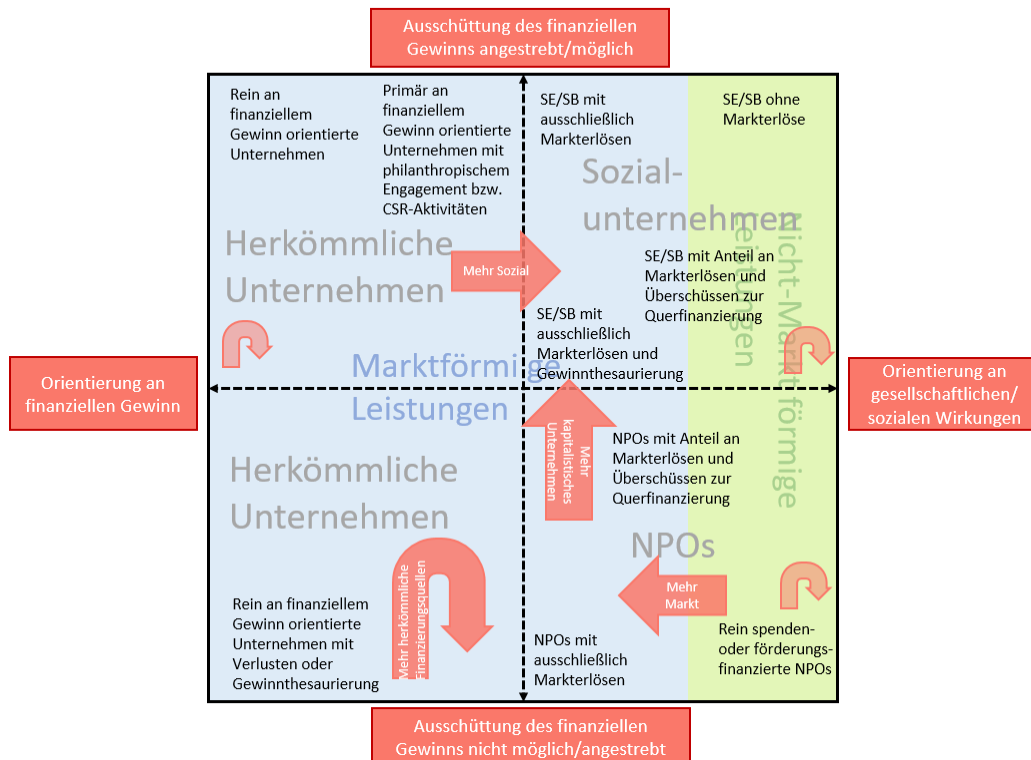 Ausschüttung des finanziellen
Gewinns angestrebt/möglich
Rein an
finanziellem
Gewinn orientierte
Unternehmen
Primär an
finanziellem
Gewinn orientierte
Unternehmen mit
philanthropischem
Engagement bzw.
CSR-Aktivitäten
SE/SB mit
ausschließlich
Markterlösen
SE/SB ohne
Markterlöse
Sozial-
unternehmen
Herkömmliche
Unternehmen
Mehr Sozial
SE/SB mit Anteil an
Markterlösen und
Überschüssen zur
Querfinanzierung
Nicht-Markt förmige
Leistungen
SE/SB mit
ausschließlich
Markterlösen und
Gewinnthesaurierung
Marktförmige
Leistungen
Orientierung an
finanziellen Gewinn
Orientierung an
gesellschaftlichen/
sozialen Wirkungen
Herkömmliche
Unternehmen
Mehr
kapitalistisches
Unternehmen
NPOs mit Anteil an
Markterlösen und
Überschüssen zur
Querfinanzierung
NPOs
Mehr
Markt
Mehr herkömmliche
Finanzierungsquellen
Rein an finanziellem
Gewinn orientierte
Unternehmen mit
Verlusten oder
Gewinnthesaurierung
NPOs mit
ausschließlich
Markterlösen
Rein spenden-
oder förderungs-
finanzierte NPOs
Ausschüttung des finanziellen
Gewinns nicht möglich/angestrebt